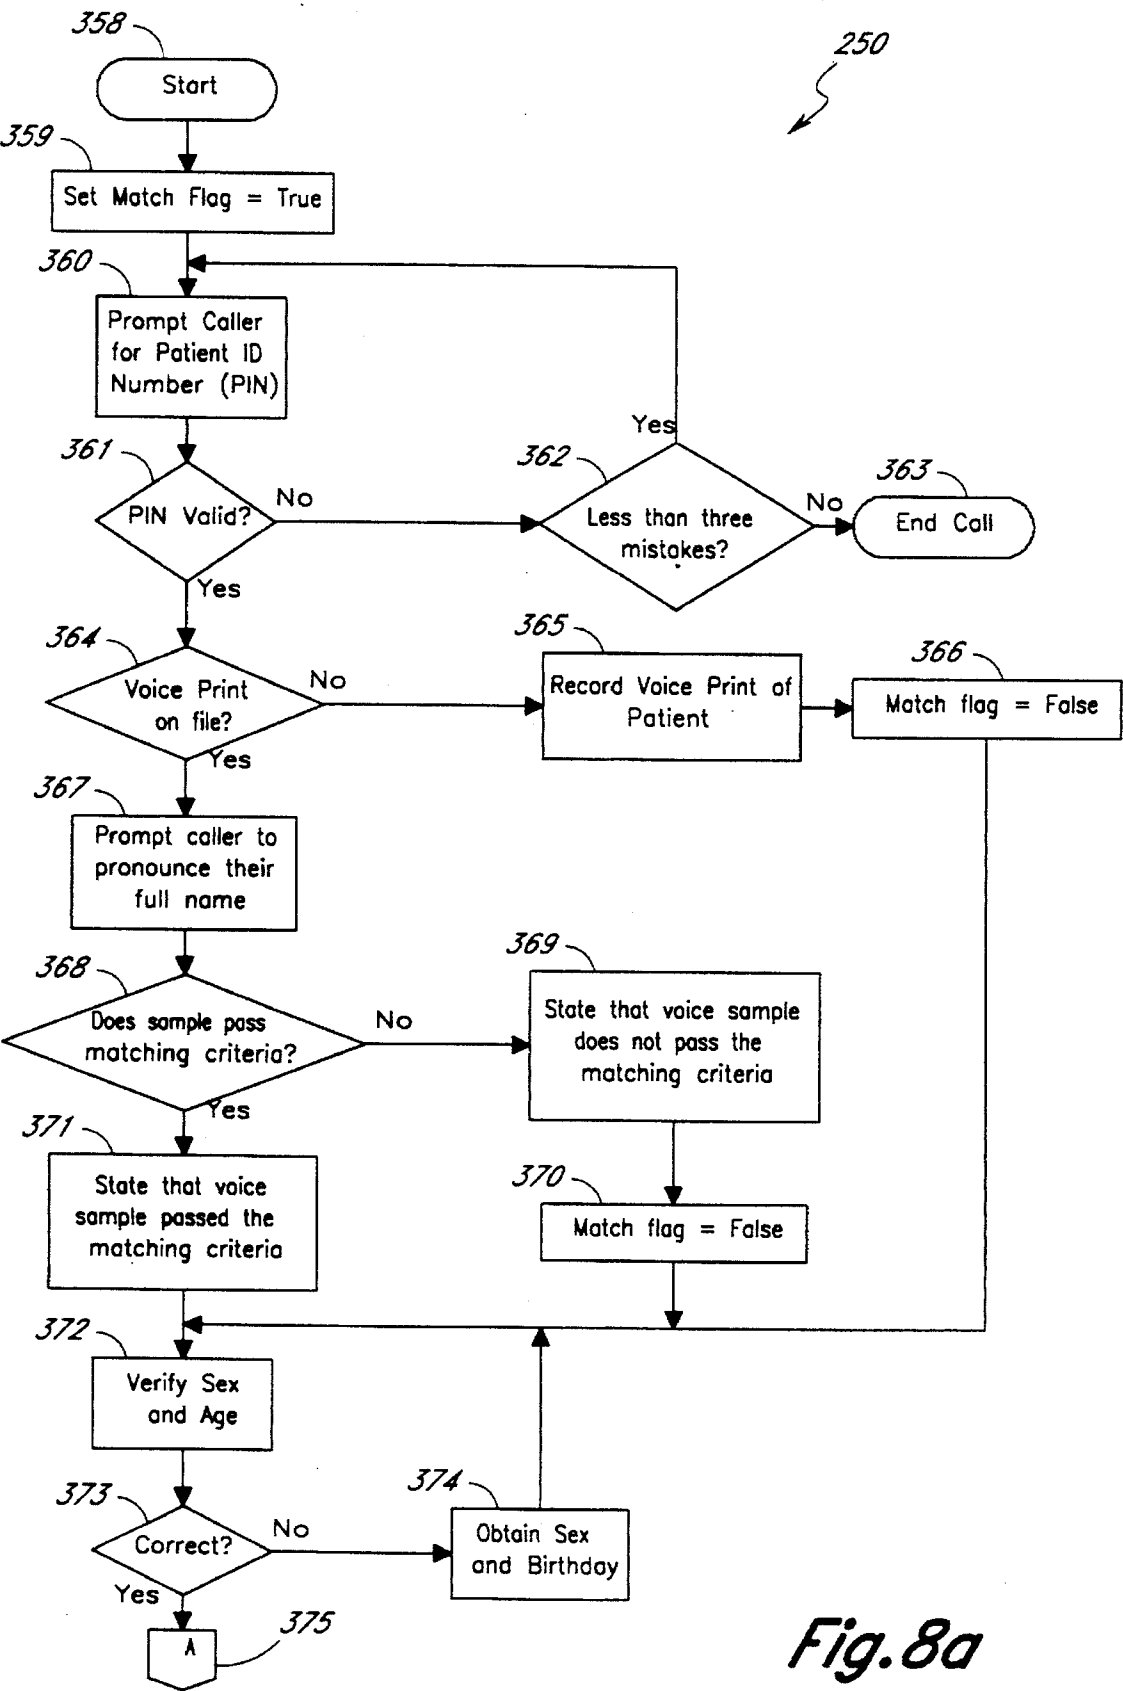 358
Start
250
359
Set Match Flag = True
360
Prompt Caller
for Patient ID
Number (PIN)
361
PIN Valid?
No
Yes
362
Less than three
mistakes?
Yes
No
363
End Call
364
Voice Print
on file?
No
Yes
365
Record Voice Print of
Patient
366
Match flag = False
367
Prompt caller to
pronounce their
full name
368
Does sample pass
matching criteria?
No
Yes
369
State that voice sample
does not pass the
matching criteria
370
Match flag = False
371
State that voice
sample passed the
matching criteria
372
Verify Sex
and Age
373
Correct?
No
Yes
374
Obtain Sex
and Birthday
A
375
Fig.8a